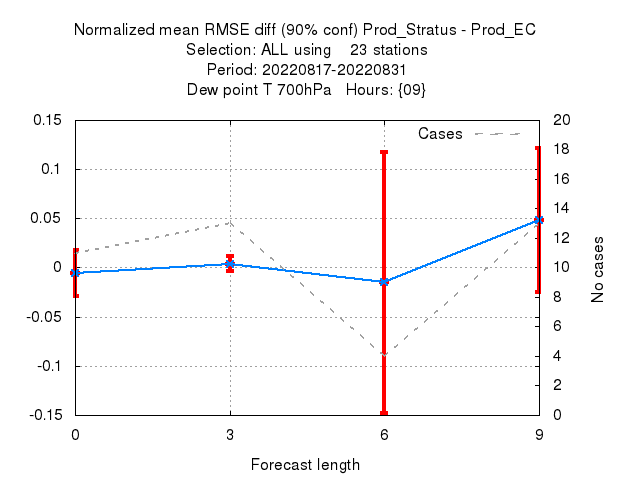 Normalized mean RMSE diff (90% conf) Prod_Stratus - Prod_EC
Selection: ALL using    23 stations
Period: 20220817-20220831
Dew point T 700hPa   Hours: {09}
Cases
0.15
0.1
0.05
0
-0.05
-0.1
-0.15
20
18
16
14
12
10
8
6
4
2
0
No cases
0 3 6 9
Forecast length